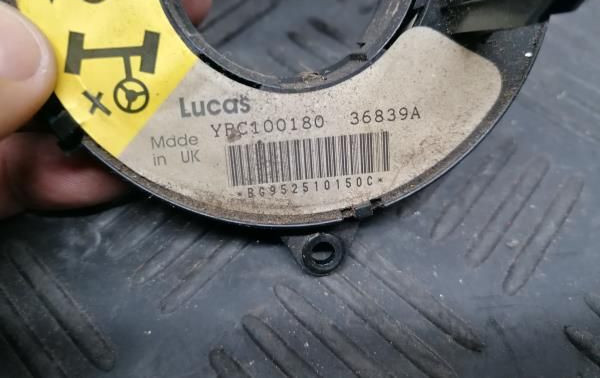 Lucas
YRC100180 36839A
Made
in UK
*BG952510150C*